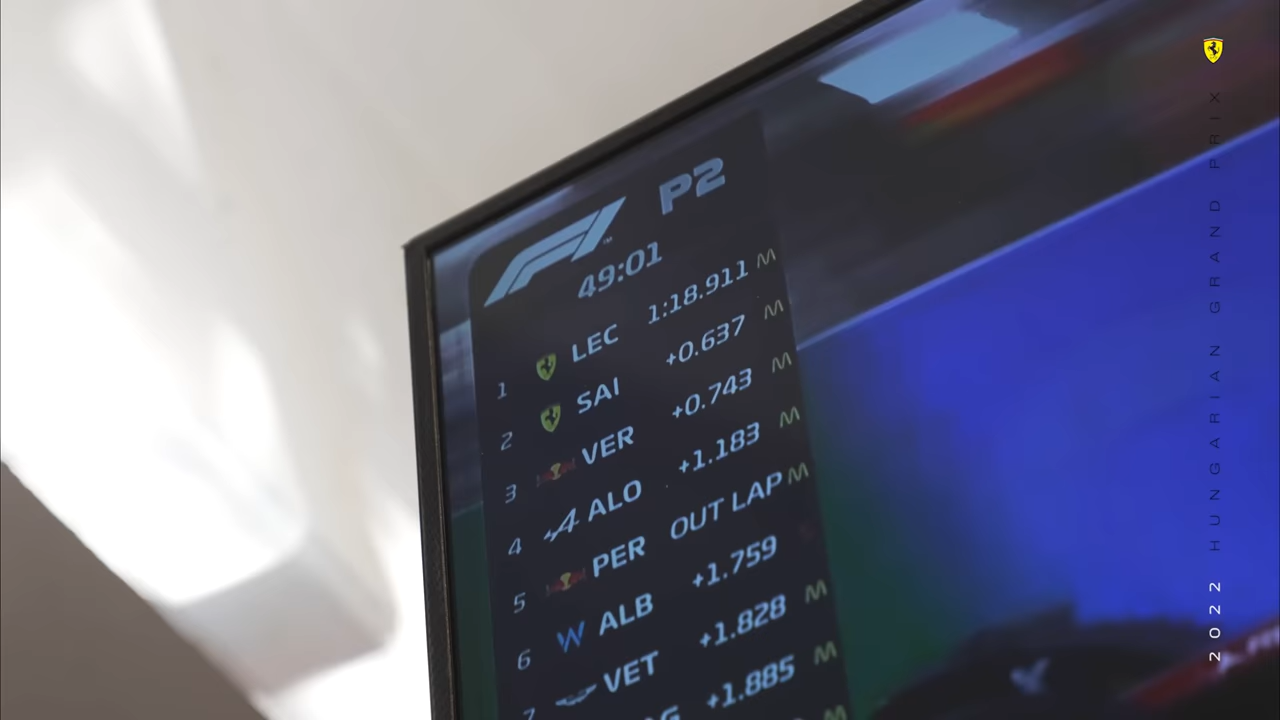 F1 P2
49:01
1 LEC 1:18.911 M
2 SAI +0.637 M
3 VER +0.743 M
4 ALO +1.183 M
5 PER OUT LAP M
6 W ALB +1.759
7 VET +1.828 M
+1.885 M
M
2022 HUNGARIAN GRAND PRIX